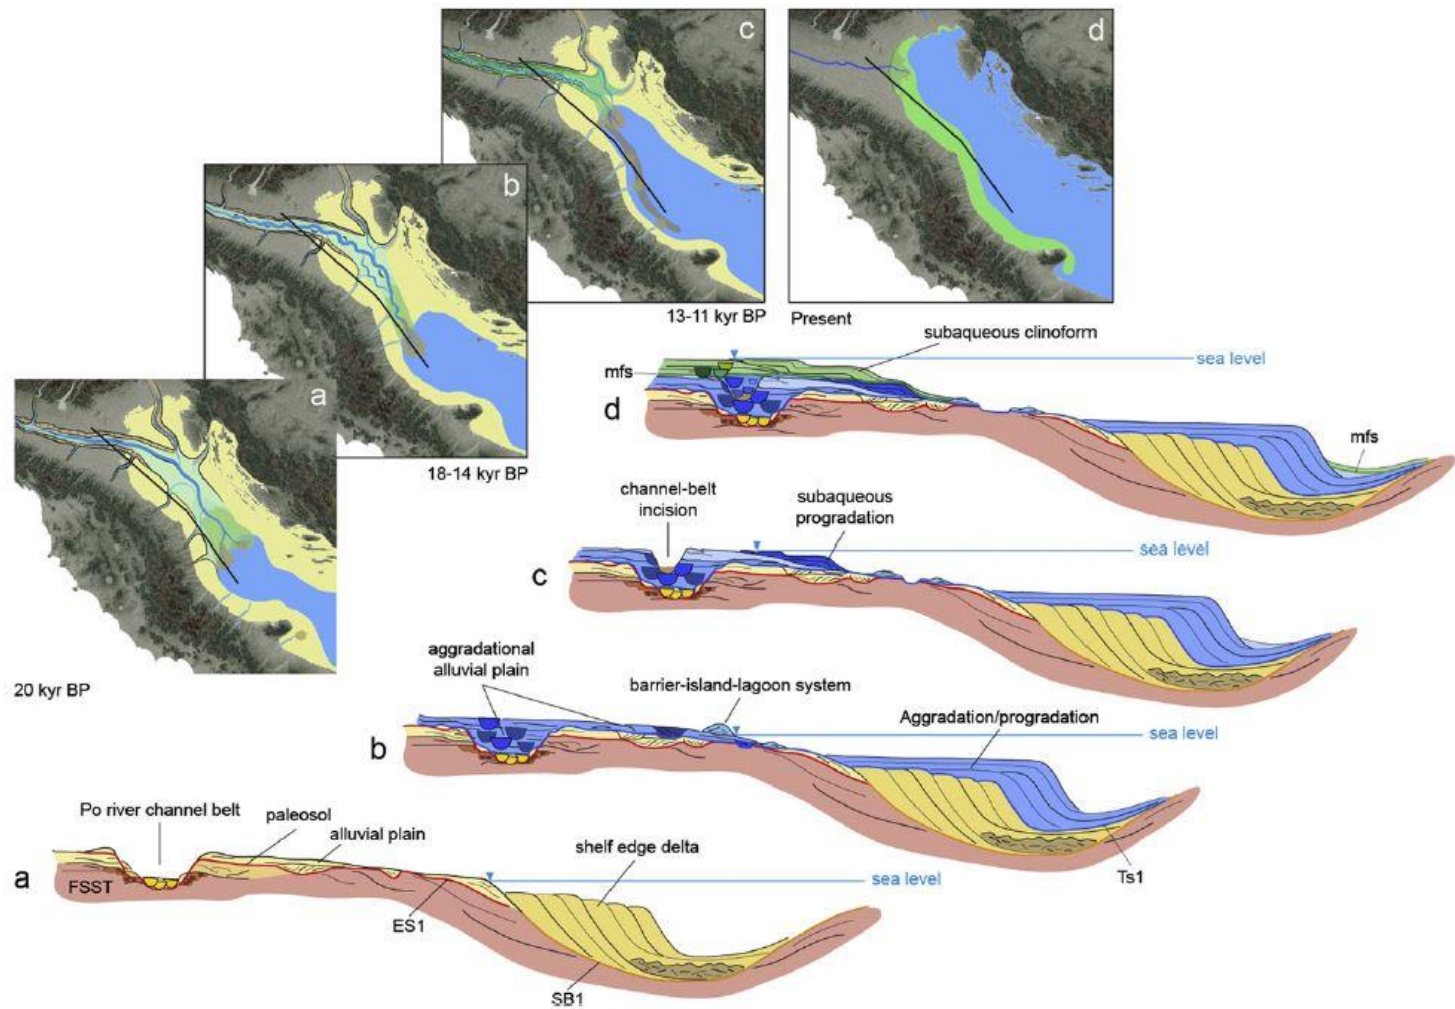 c
d
13-11 kyr BP
Present
b
18-14 kyr BP
a
20 kyr BP
subaqueous clinoform
sea level
mfs
d
mfs
channel-belt
incision
subaqueous
progradation
sea level
c
aggradational
alluvial plain
barrier-island-lagoon system
Aggradation/progradation
sea level
b
Ts1
Po river channel belt
paleosol
alluvial plain
shelf edge delta
sea level
a
FSST
ES1
SB1